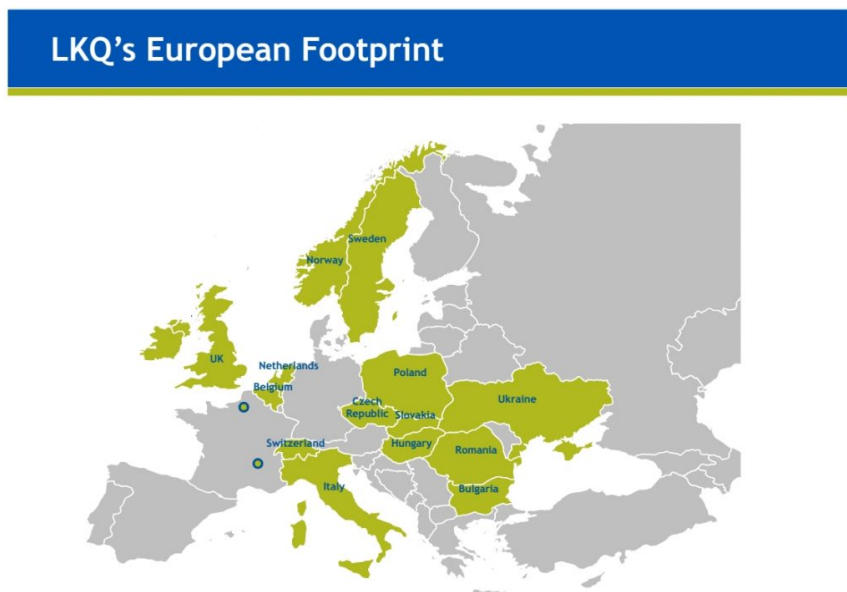 LKQ's European Footprint
Sweden
Norway
UK
Netherlands
Belgium
Poland
Czech
Republic
Slovakia
Ukraine
Switzerland
Hungary
Romania
Italy
Bulgaria